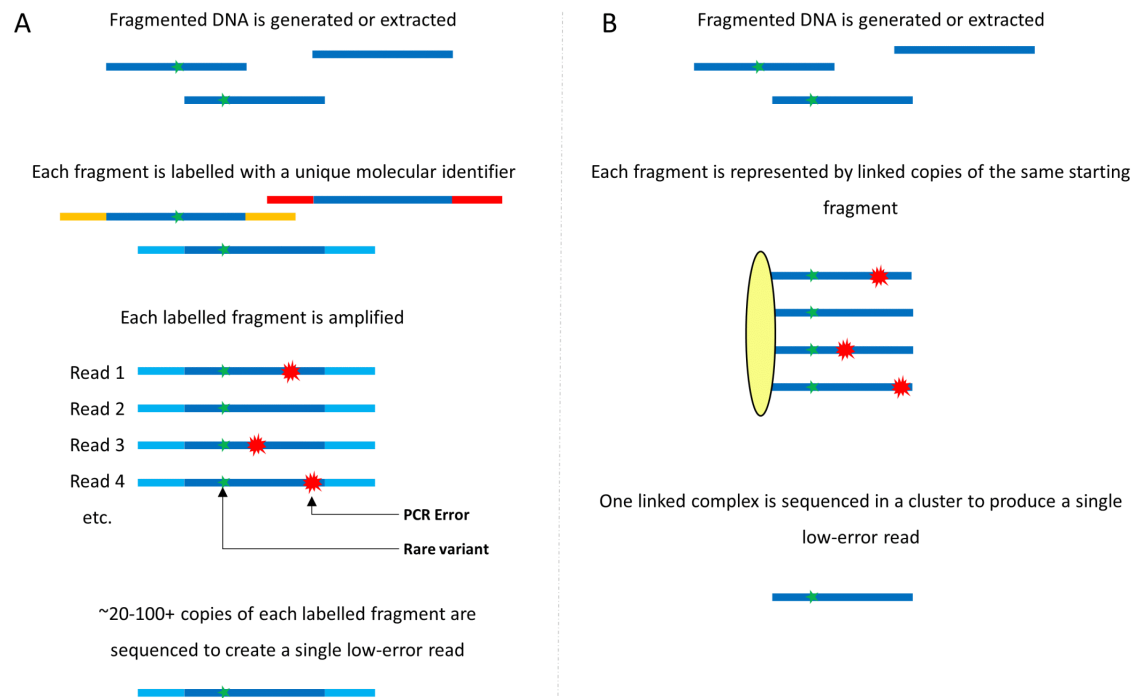 A
Fragmented DNA is generated or extracted
Each fragment is labelled with a unique molecular identifier
Each labelled fragment is amplified
Read 1
Read 2
Read 3
Read 4
etc.
PCR Error
Rare variant
~20-100+ copies of each labelled fragment are
sequenced to create a single low-error read
B
Fragmented DNA is generated or extracted
Each fragment is represented by linked copies of the same starting
fragment
One linked complex is sequenced in a cluster to produce a single
low-error read